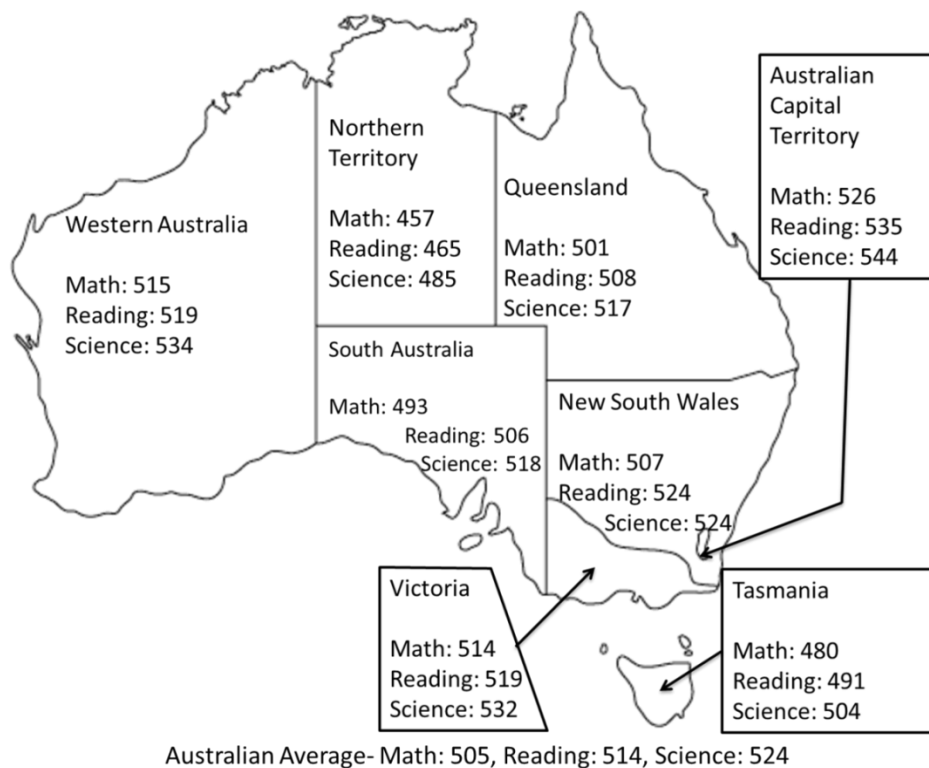 Australian
Capital
Territory
Math: 526
Reading: 535
Science: 544
Northern
Territory
Math: 457
Reading: 465
Science: 485
Queensland
Math: 501
Reading: 508
Science: 517
Western Australia
Math: 515
Reading: 519
Science: 534
South Australia
Math: 493
Reading: 506
Science: 518
New South Wales
Math: 507
Reading: 524
Science: 524
Victoria
Math: 514
Reading: 519
Science: 532
Tasmania
Math: 480
Reading: 491
Science: 504
Australian Average- Math: 505, Reading: 514, Science: 524